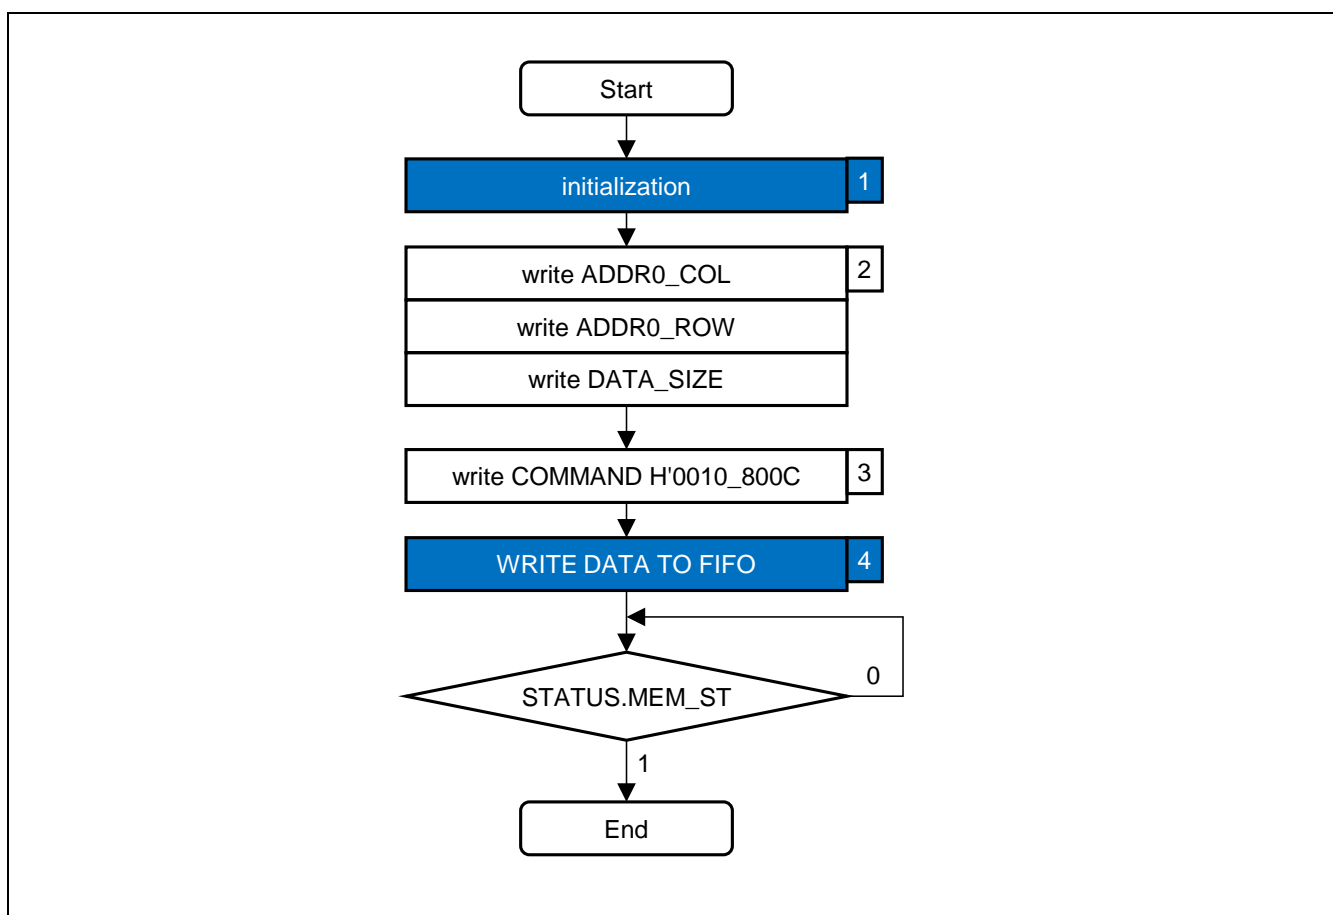 Start
initialization
1
write ADDR0_COL
2
write ADDR0_ROW
write DATA_SIZE
write COMMAND H'0010_800C
3
WRITE DATA TO FIFO
4
STATUS.MEM_ST
0
1
End